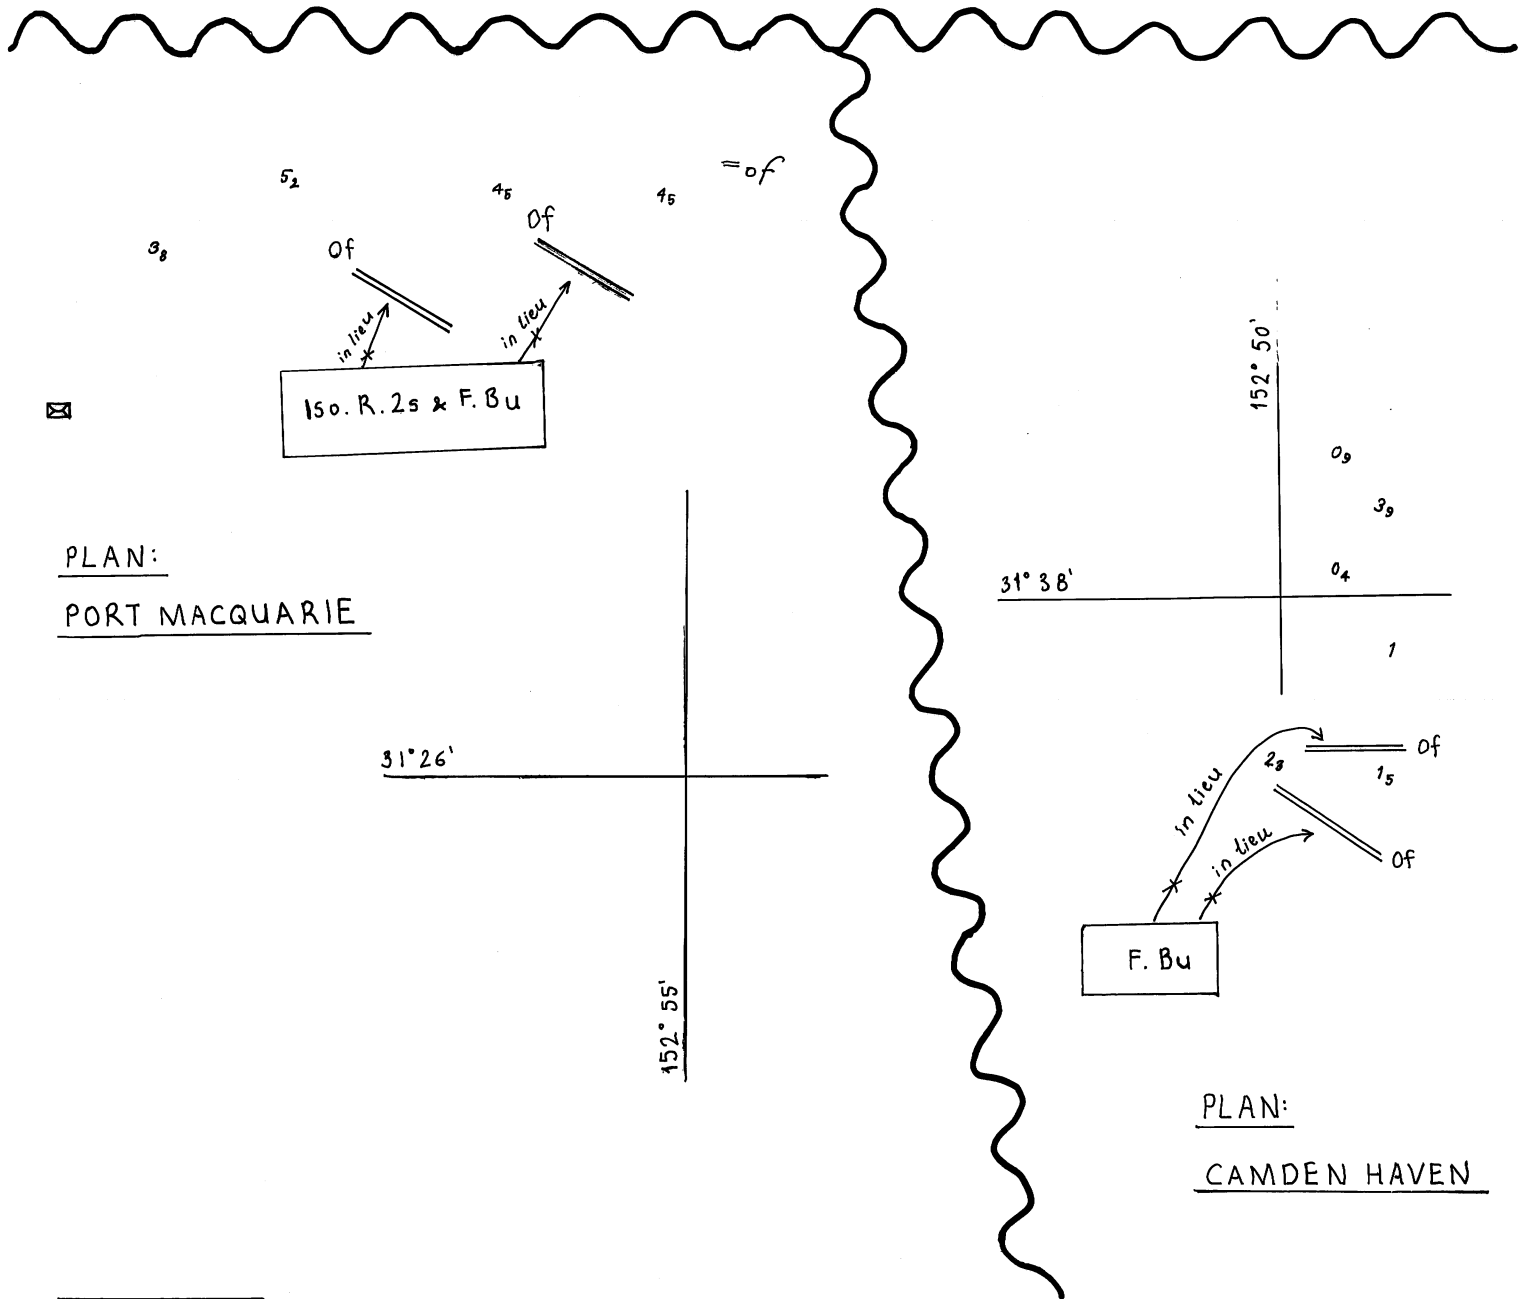 5₂
4₅
4₅
=of
3₈
Of
Of
in lieu
in lieu
Iso. R. 2s & F. Bu
PLAN:
PORT MACQUARIE
31° 26'
152° 55'
152° 50'
0₉
3₉
31° 38'
0₄
1
Of
2₃
1₅
in lieu
in lieu
Of
F. Bu
PLAN:
CAMDEN HAVEN